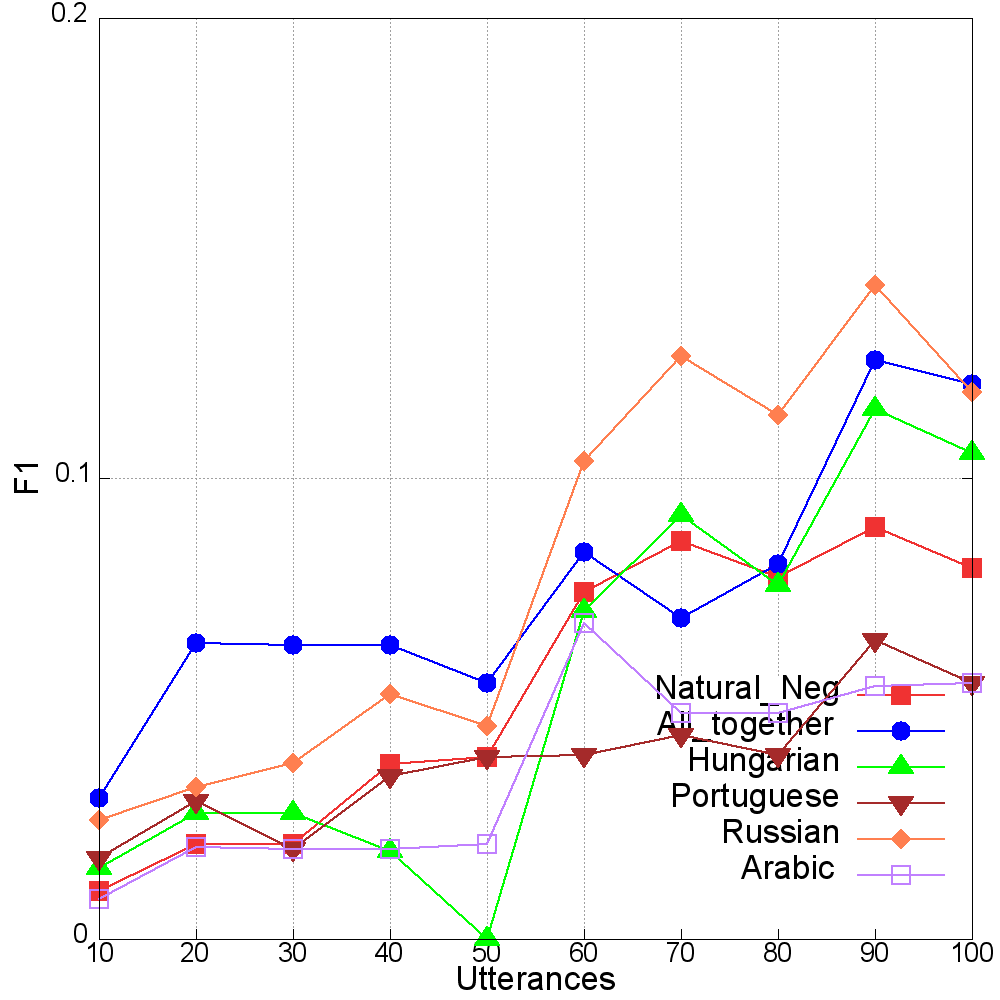 0.2
0.1
0
F1
10 20 30 40 50 60 70 80 90 100
Utterances
Natural_Neg
All_together
Hungarian
Portuguese
Russian
Arabic